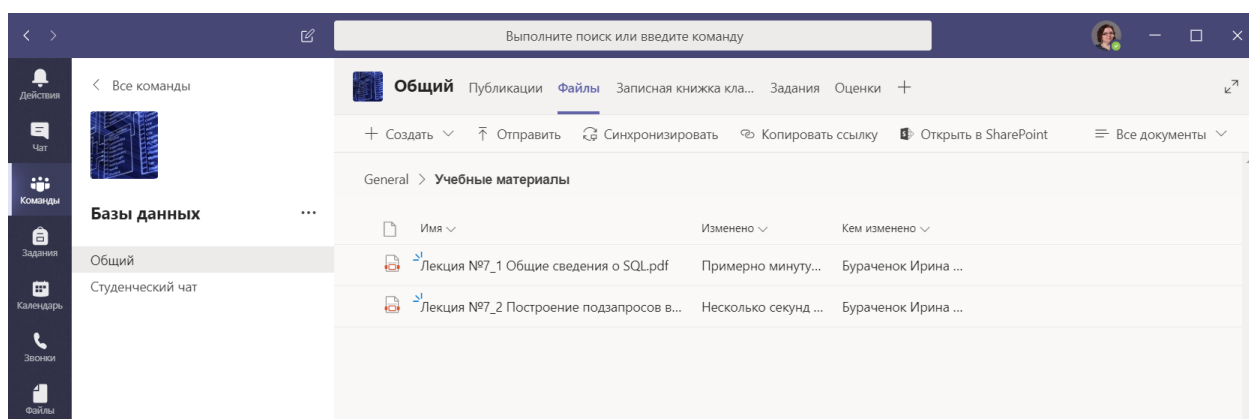 Выполните поиск или введите команду
Действия
Чат
Команды
Задания
Календарь
Звонки
Файлы
Все команды
Базы данных
Общий
Студенческий чат
Общий Публикации Файлы Записная книжка кла... Задания Оценки
Создать Отправить Синхронизировать Копировать ссылку Открыть в SharePoint Все документы
General > Учебные материалы
Имя Изменено Кем изменено
Лекция №7_1 Общие сведения о SQL.pdf Примерно минуту... Бураченок Ирина ...
Лекция №7_2 Построение подзапросов в... Несколько секунд ... Бураченок Ирина ...